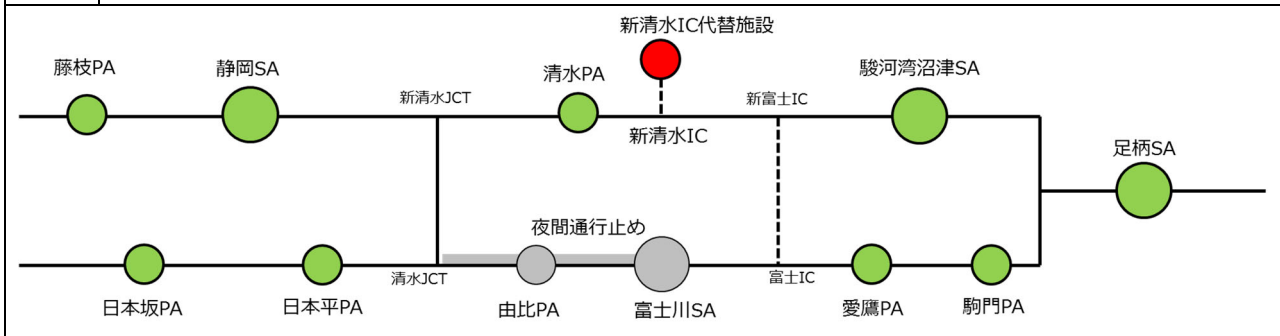 新清水IC代替施設
藤枝PA
静岡SA
清水PA
駿河湾沼津SA
新清水JCT
新富士IC
新清水IC
足柄SA
夜間通行止め
清水JCT
富士IC
日本坂PA
日本平PA
由比PA
富士川SA
愛鷹PA
駒門PA